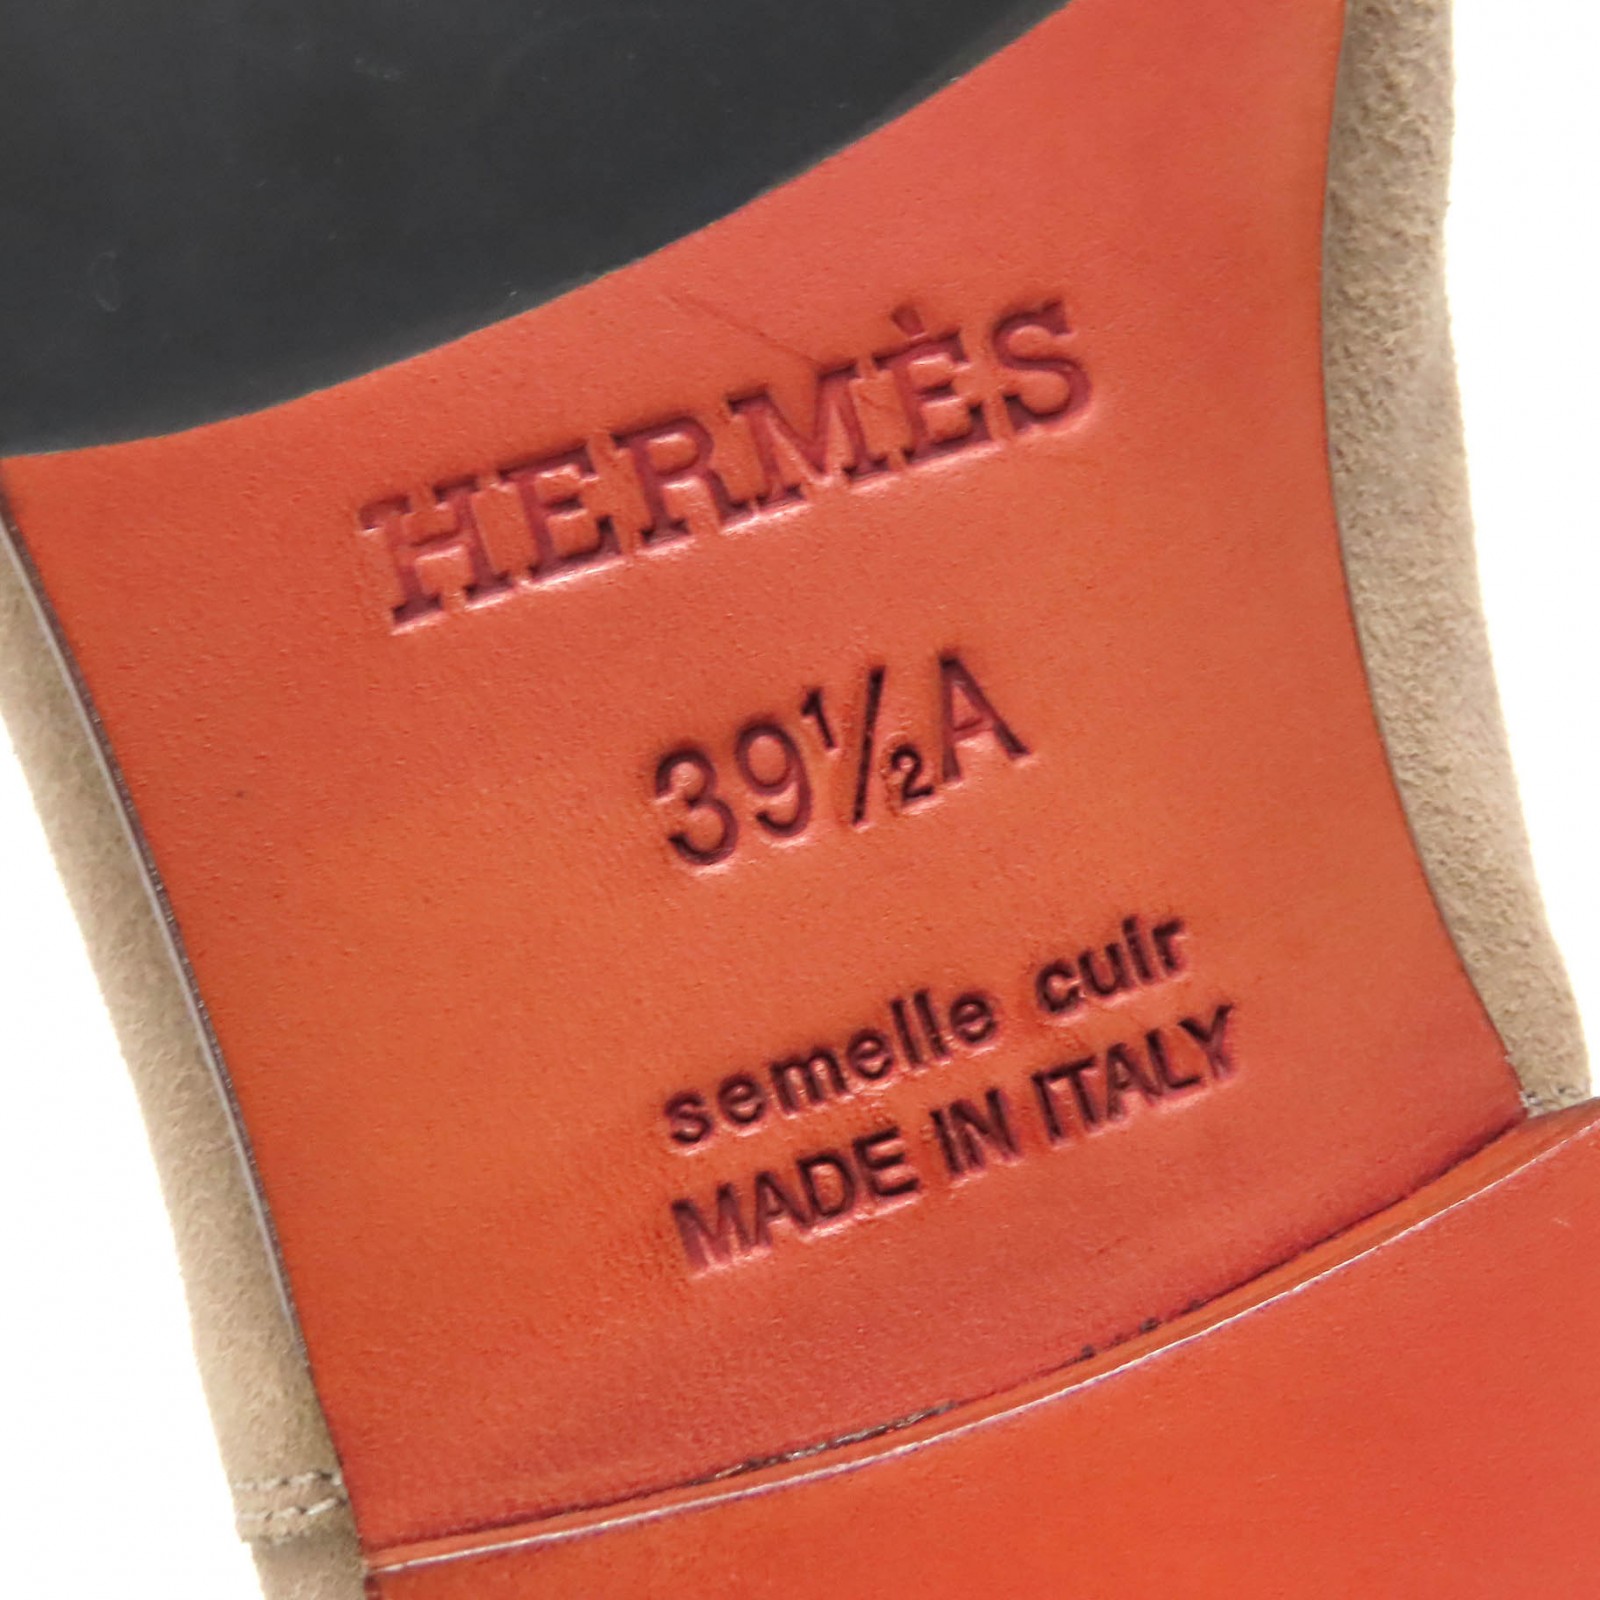 HERMÈS
39½A
semelle cuir
MADE IN ITALY